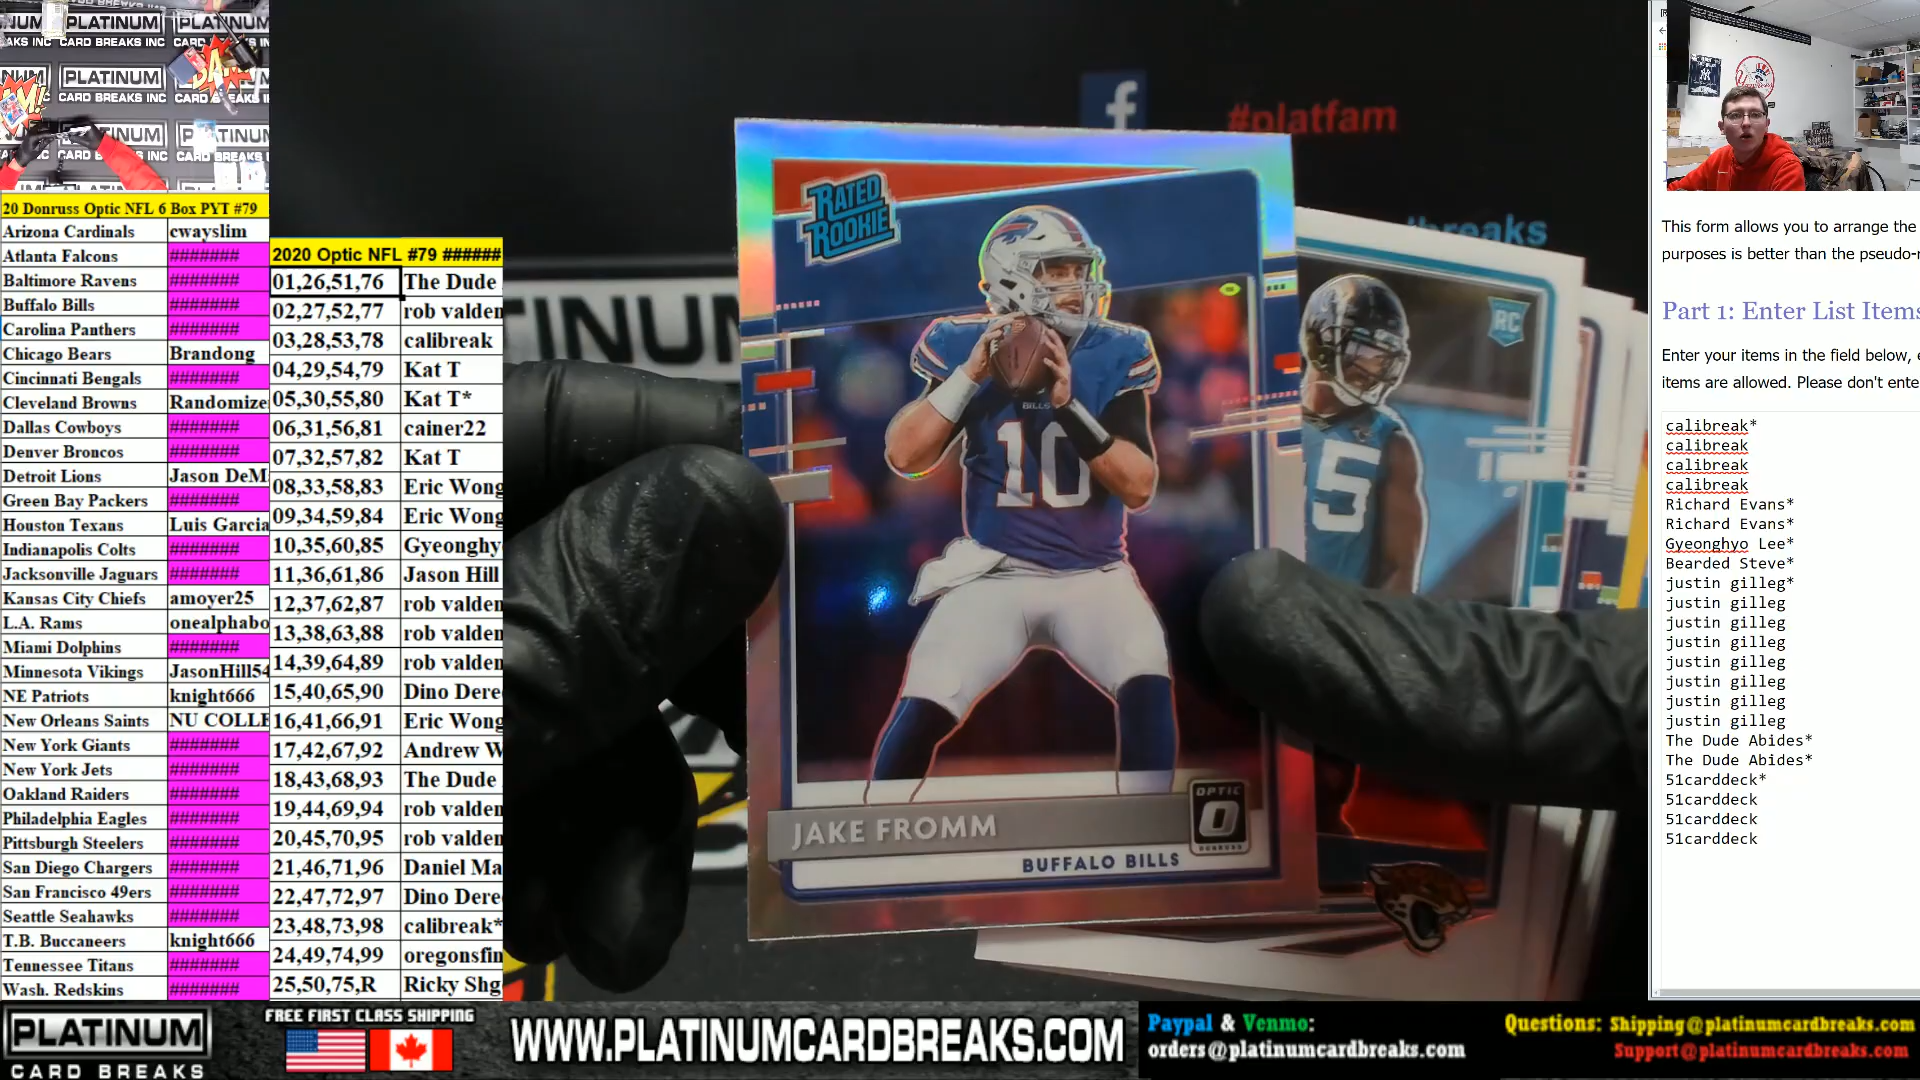 PLATINUM
CARD BREAKS INC
20 Donruss Optic NFL 6 Box PYT #79
Arizona Cardinals cwayslim
Atlanta Falcons #######
Baltimore Ravens #######
Buffalo Bills #######
Carolina Panthers #######
Chicago Bears Brandong
Cincinnati Bengals #######
Cleveland Browns Randomize
Dallas Cowboys #######
Denver Broncos #######
Detroit Lions Jason DeM
Green Bay Packers #######
Houston Texans Luis Garcia
Indianapolis Colts #######
Jacksonville Jaguars #######
Kansas City Chiefs amoyer25
L.A. Rams onealphabo
Miami Dolphins #######
Minnesota Vikings JasonHill54
NE Patriots knight666
New Orleans Saints NU COLLE
New York Giants #######
New York Jets #######
Oakland Raiders #######
Philadelphia Eagles #######
Pittsburgh Steelers #######
San Diego Chargers #######
San Francisco 49ers #######
Seattle Seahawks #######
T.B. Buccaneers knight666
Tennessee Titans #######
Wash. Redskins #######
2020 Optic NFL #79 ######
01,26,51,76 The Dude
02,27,52,77 rob valden
03,28,53,78 calibreak
04,29,54,79 Kat T
05,30,55,80 Kat T*
06,31,56,81 cainer22
07,32,57,82 Kat T
08,33,58,83 Eric Wong
09,34,59,84 Eric Wong
10,35,60,85 Gyeonghy
11,36,61,86 Jason Hill
12,37,62,87 rob valden
13,38,63,88 rob valden
14,39,64,89 rob valden
15,40,65,90 Dino Dere
16,41,66,91 Eric Wong
17,42,67,92 Andrew W
18,43,68,93 The Dude
19,44,69,94 rob valden
20,45,70,95 rob valden
21,46,71,96 Daniel Ma
22,47,72,97 Dino Dere
23,48,73,98 calibreak*
24,49,74,99 oregonsfin
25,50,75,R Ricky Shg
f
#platfam
breaks
TINUM
RATED
ROOKIE
BILLS
10
JAKE FROMM
BUFFALO BILLS
OPTIC
O
DONRUSS
RC
5
This form allows you to arrange the
purposes is better than the pseudo-r
Part 1: Enter List Items
Enter your items in the field below,
items are allowed. Please don't ente
calibreak*
calibreak
calibreak
calibreak
Richard Evans*
Richard Evans*
Gyeonghyo Lee*
Bearded Steve*
justin gilleg*
justin gilleg
justin gilleg
justin gilleg
justin gilleg
justin gilleg
justin gilleg
justin gilleg
The Dude Abides*
The Dude Abides*
51carddeck*
51carddeck
51carddeck
51carddeck
PLATINUM
CARD BREAKS
FREE FIRST CLASS SHIPPING
WWW.PLATINUMCARDBREAKS.COM
Paypal & Venmo:
orders@platinumcardbreaks.com
Questions: Shipping@platinumcardbreaks.com
Support@platinumcardbreaks.com